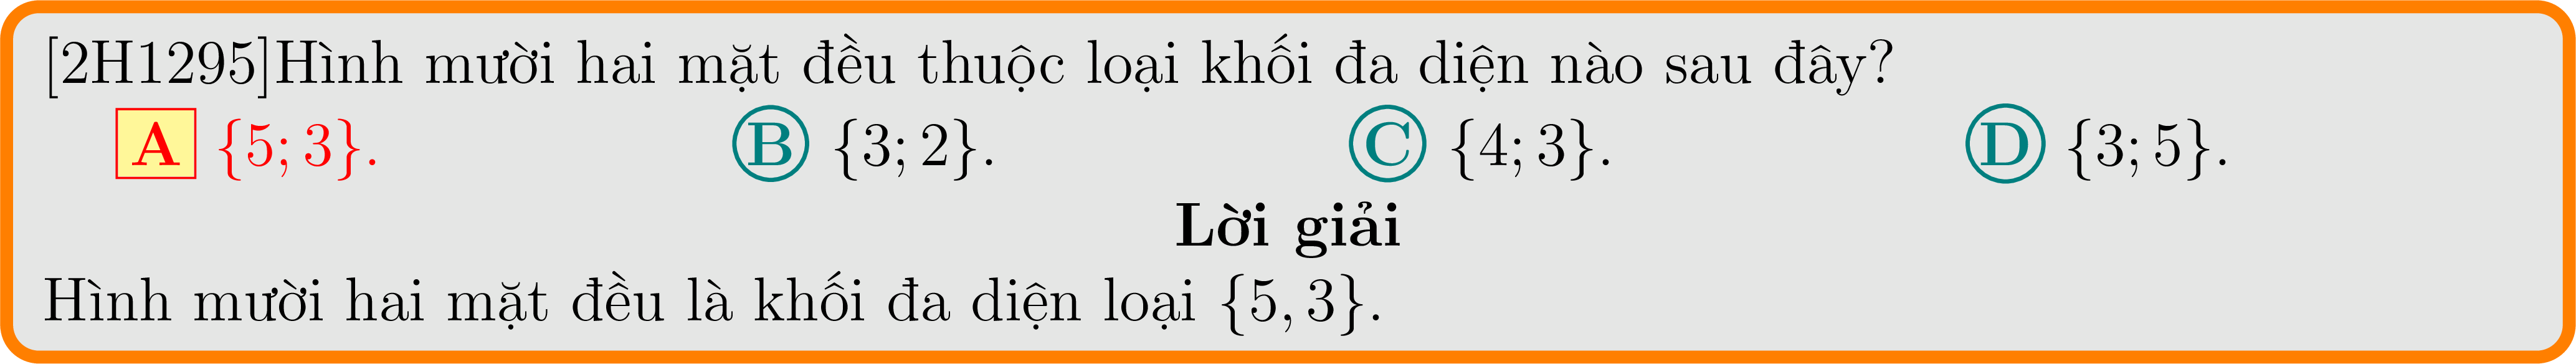 [2H1295]Hình mười hai mặt đều thuộc loại khối đa diện nào sau đây?
A {5; 3}. B {3; 2}. C {4; 3}. D {3; 5}.
Lời giải
Hình mười hai mặt đều là khối đa diện loại {5, 3}.